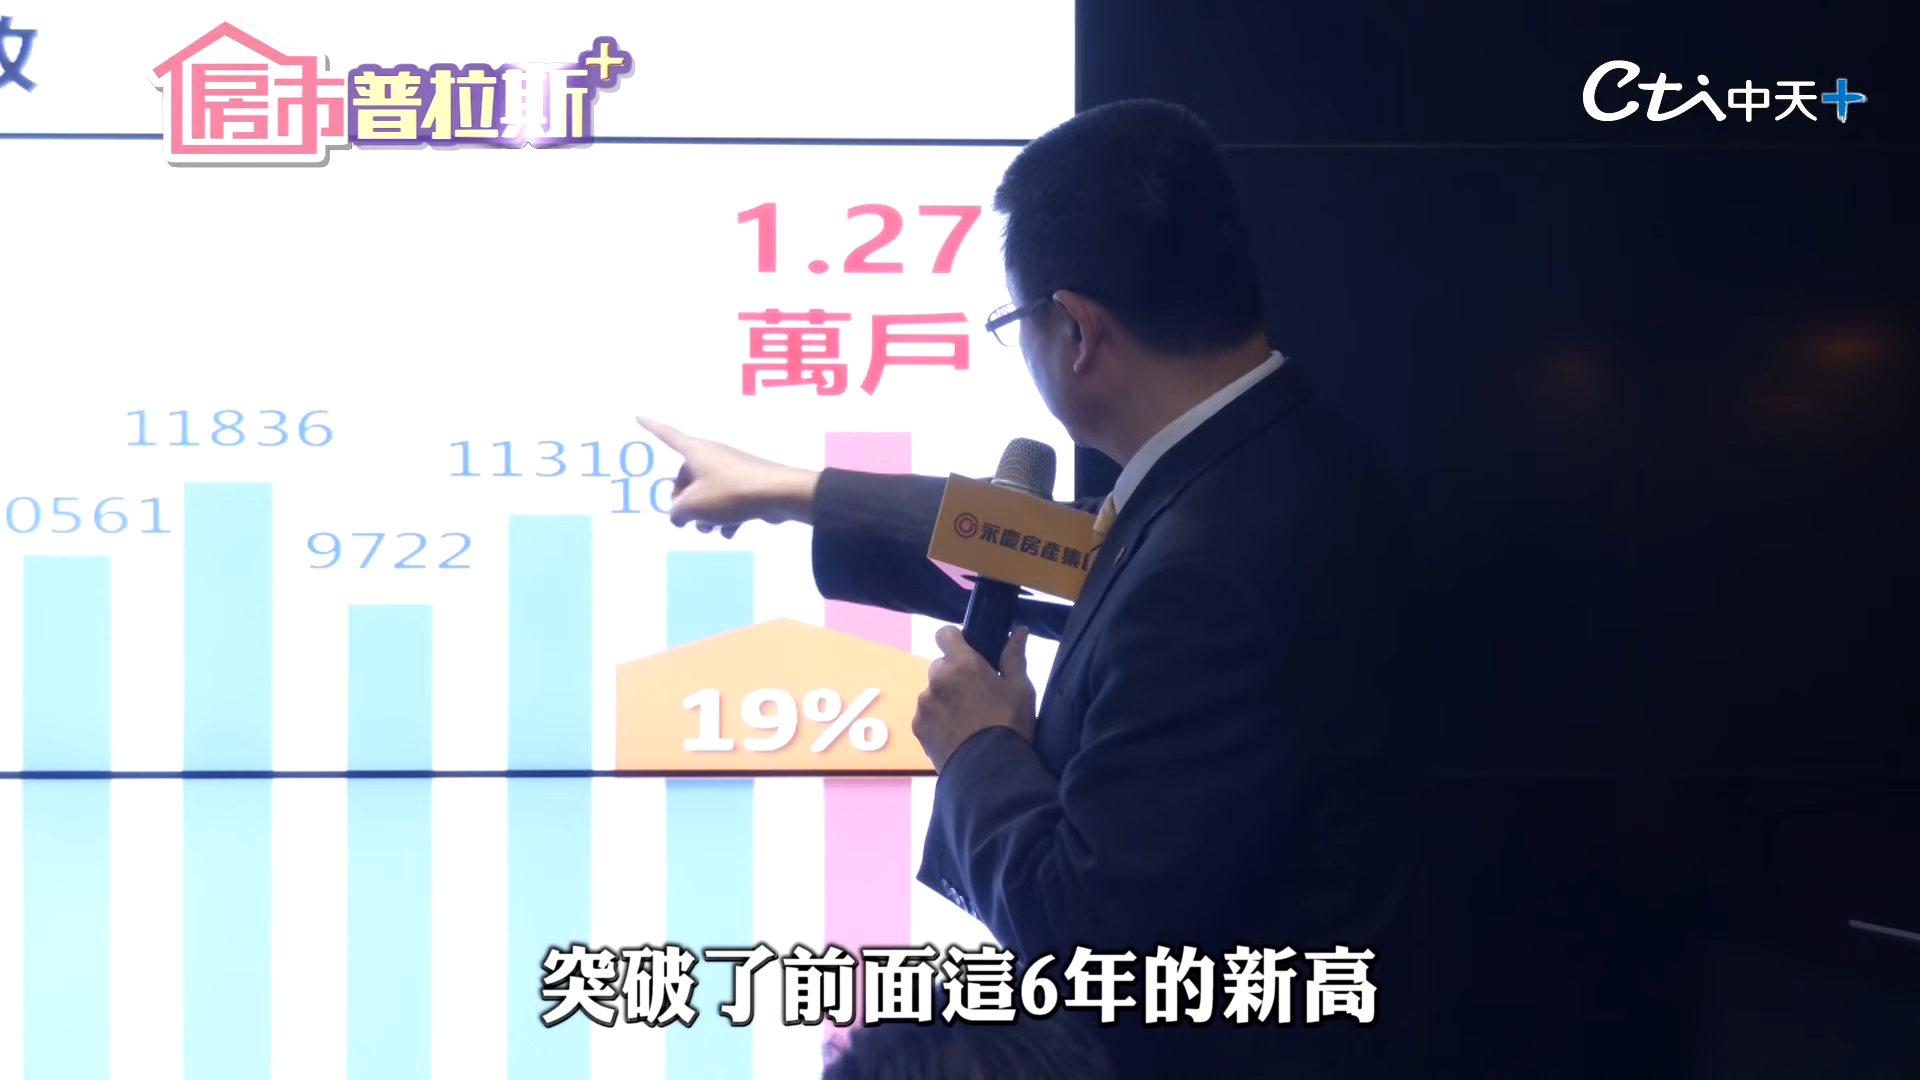 房市普拉斯+
Cti中天+
1.27
萬戶
11836
11310
0561
9722
10
19%
永慶房產集
突破了前面這6年的新高